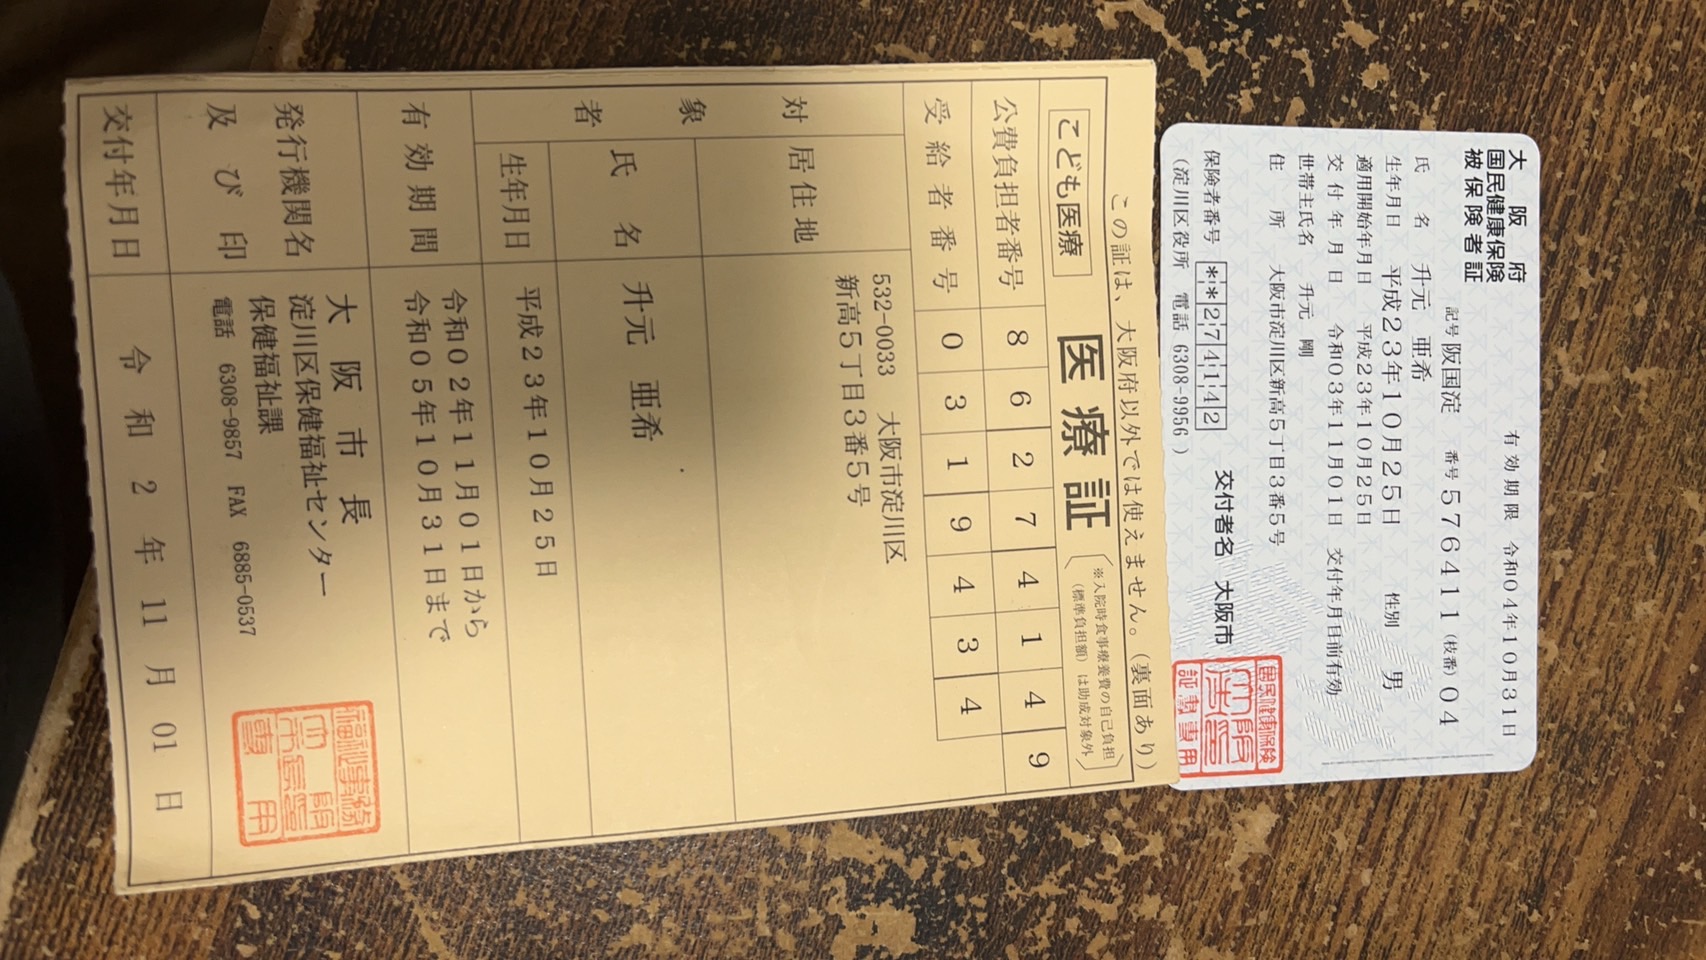 大阪府
国民健康保険
被保険者証
有効期限 令和04年10月31日
記号 阪国淀 番号 576411 (枝番) 04
氏名 升元 亜希
生年月日 平成23年10月25日 性別 男
適用開始年月日 平成23年10月25日
交付年月日 令和03年11月01日 交付年月日前有効
世帯主氏名 升元 剛
住所 大阪市淀川区新高5丁目3番5号
保険者番号 **274142 交付者名 大阪市
(淀川区役所 電話 6308-9956 )
国民健康保険
証専用
この証は、大阪府以外では使えません。(裏面あり)
こども医療 医療証
※入院時食事療養費の自己負担
(標準負担額)は助成対象外
公費負担者番号 86274149
受給者番号 0319434
対象者
居住地 532-0033 大阪市淀川区
新高5丁目3番5号
氏名 升元 亜希
生年月日 平成23年10月25日
有効期間 令和02年11月01日から
令和05年10月31日まで
発行機関名
及び印
大阪市長
淀川区保健福祉センター
保健福祉課
電話 6308-9857 FAX 6885-0537
交付年月日 令和2年11月01日